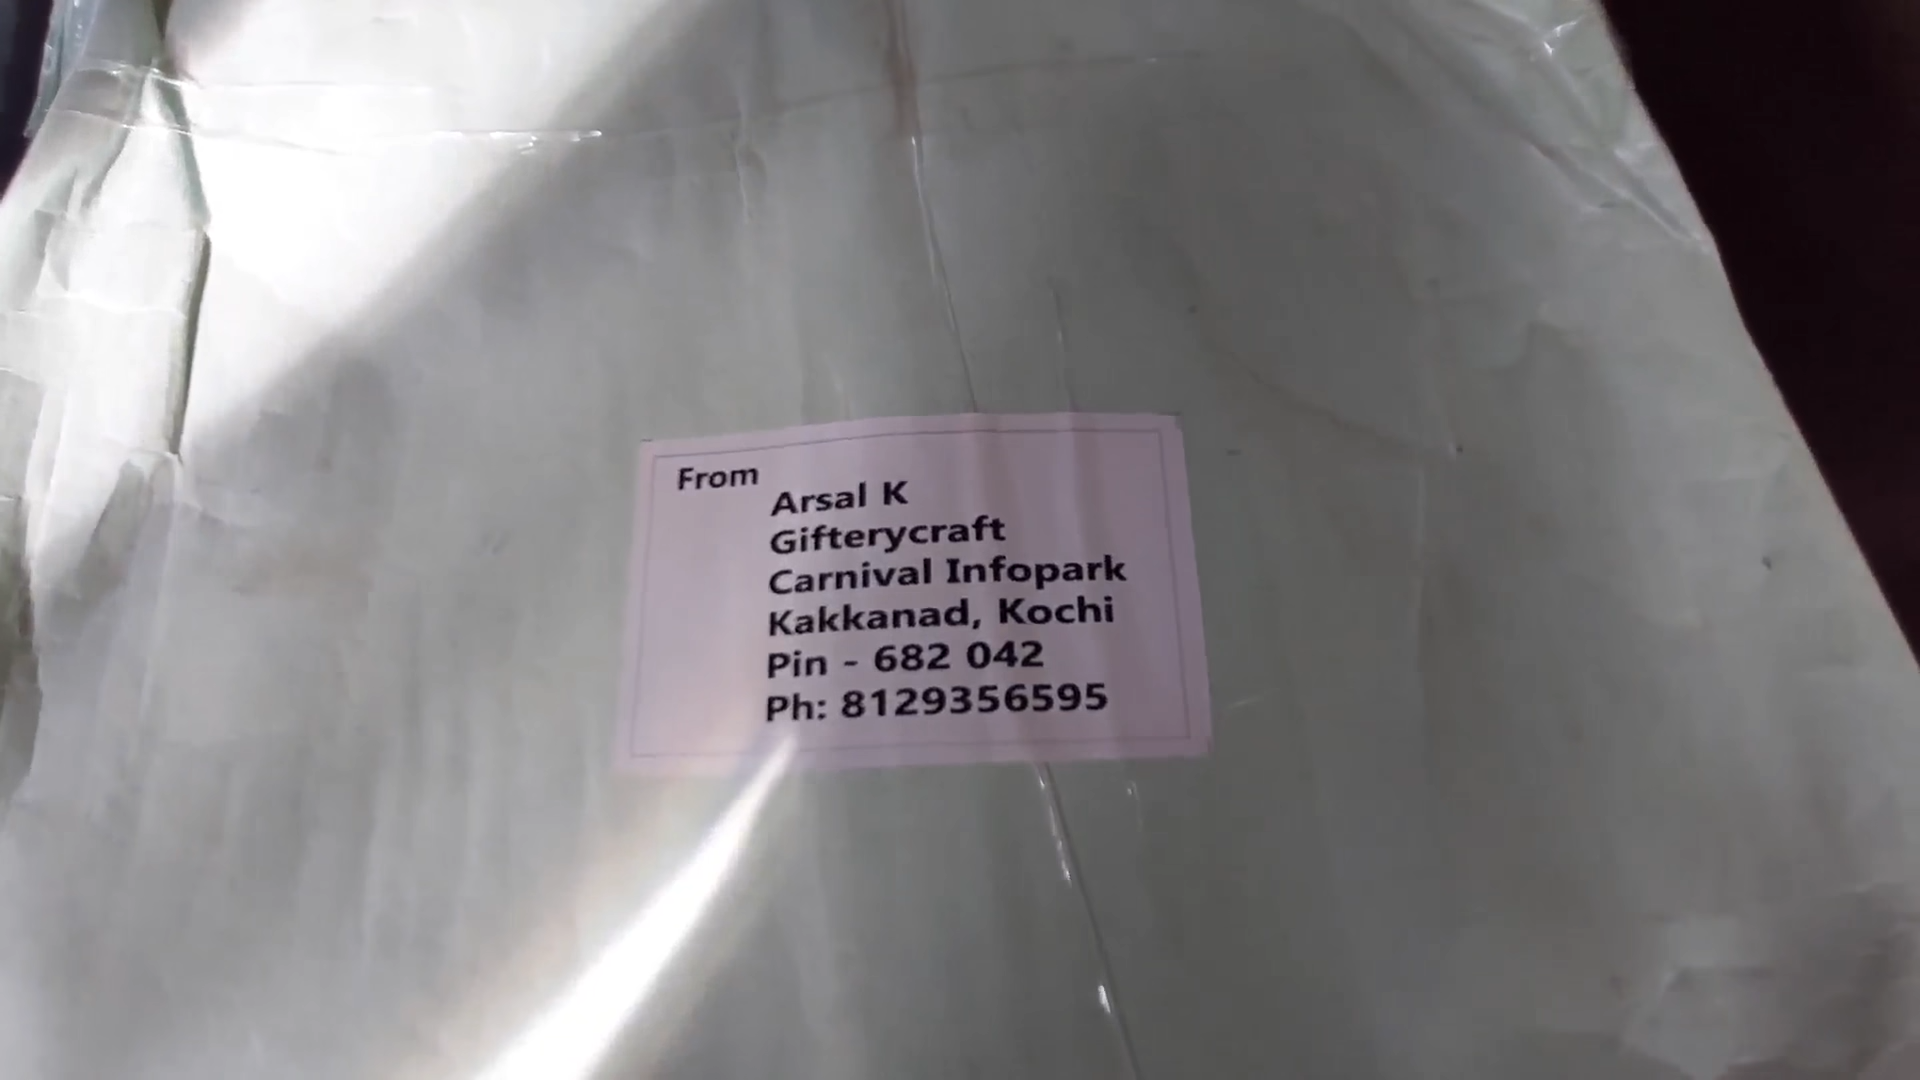 From
Arsal K
Gifterycraft
Carnival Infopark
Kakkanad, Kochi
Pin - 682 042
Ph: 8129356595